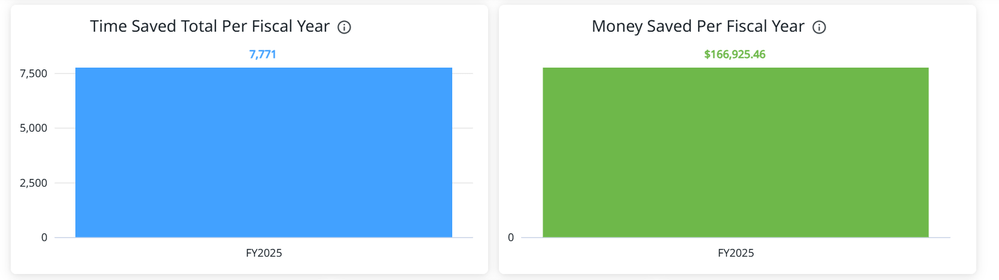 Time Saved Total Per Fiscal Year
7,771
7,500
5,000
2,500
0
FY2025
Money Saved Per Fiscal Year
$166,925.46
0
FY2025